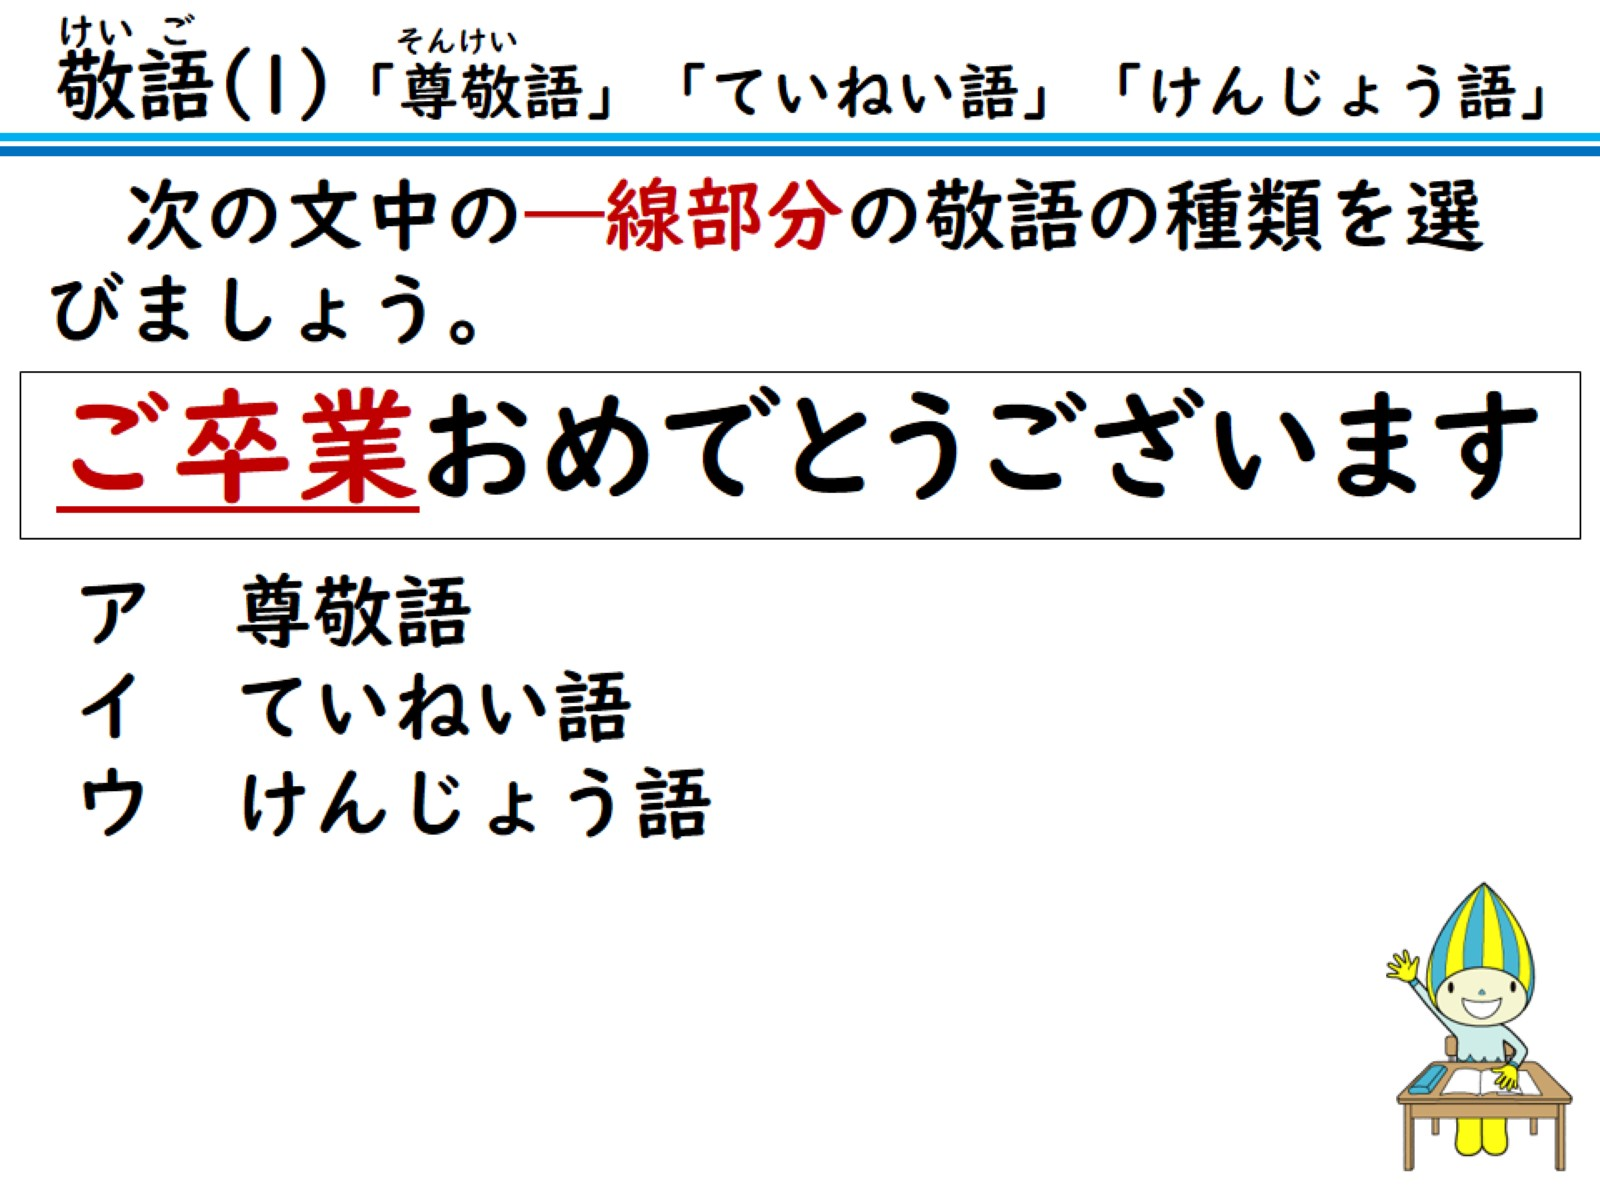 けい ご そんけい
敬語(1)「尊敬語」「ていねい語」「けんじょう語」
次の文中の―線部分の敬語の種類を選
びましょう。
ご卒業おめでとうございます
ア 尊敬語
イ ていねい語
ウ けんじょう語